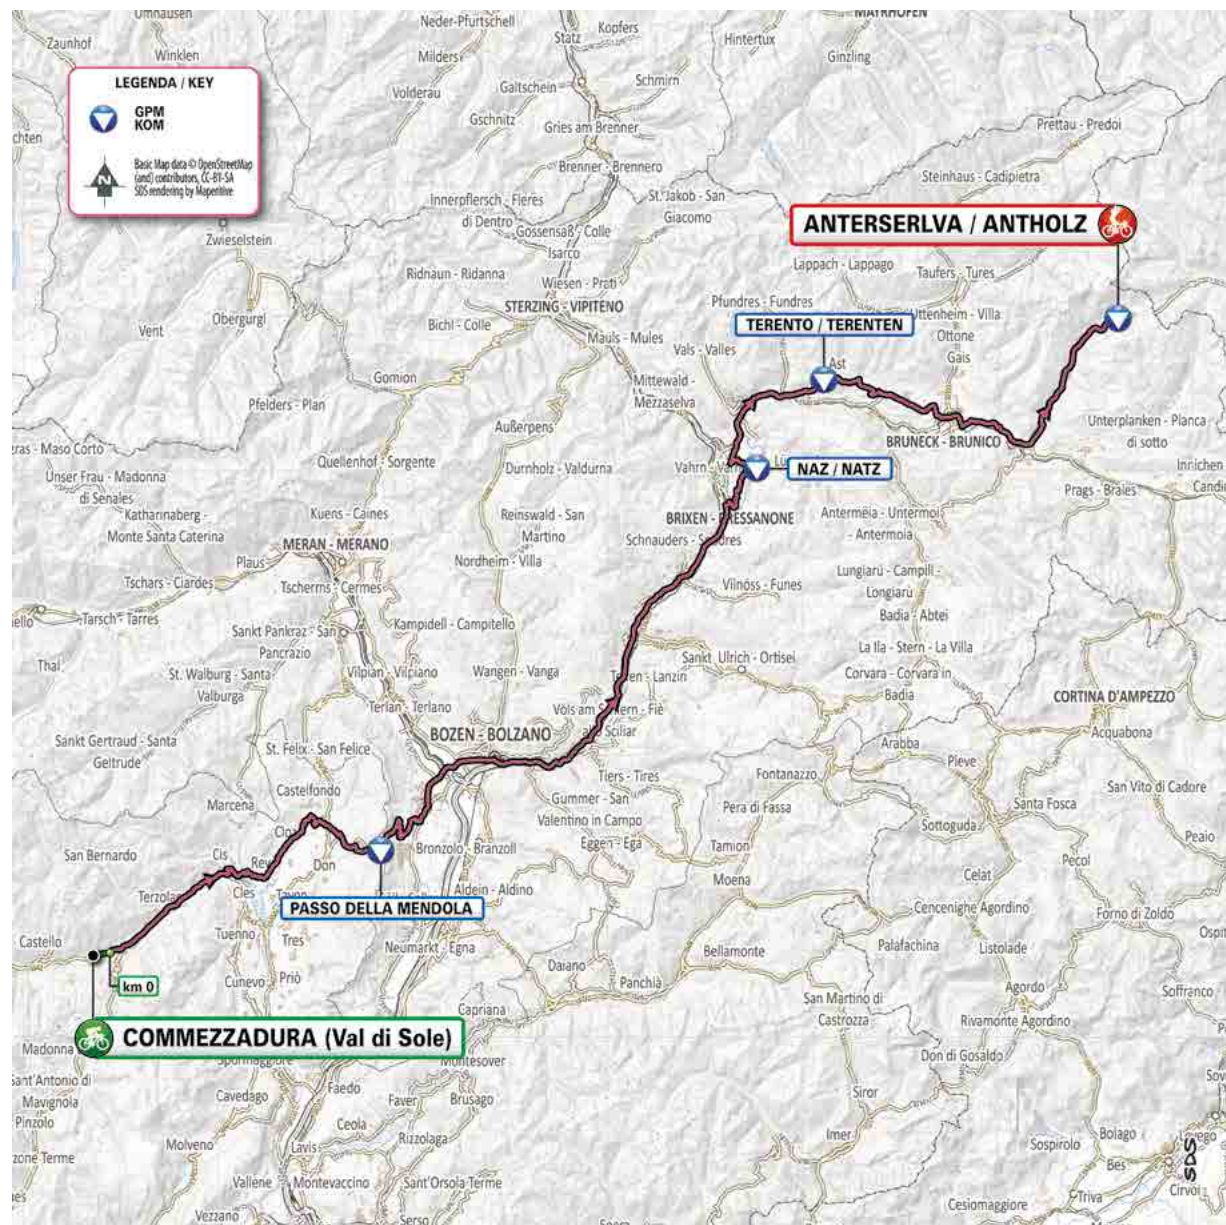 Umhausen
Zaunhof
Winklen
Neder-Pfurtschell
Kopfers
Statz
Hintertux
MAYRHOFEN
Ginzling
Milders
Volderau
Galtschein
Schmirn
Gschnitz
Gries am Brenner
Prettau - Predoi
LEGENDA / KEY
GPM
KOM
N
Basic Map data © OpenStreetMap
(and) contributors, CC-BY-SA
SDS rendering by Maperitive
Brenner - Brennero
Steinhaus - Cadipietra
Innerpflersch - Fleres
di Dentro
St. Jakob - San
Giacomo
Gossensaß - Colle
Isarco
ANTERSERLVA / ANTHOLZ
Zwieselstein
Ridnaun - Ridanna
Wiesen - Prati
Lappach - Lappago
Taufers - Tures
STERZING - VIPITENO
Pfundres - Fundres
Uttenheim - Villa
Ottone
Obergurgl
Vent
Bichl - Colle
Mauls - Mules
TERENTO / TERENTEN
Vals - Valles
Ast
Gais
Gomion
Mittewald -
Mezzaselva
Pfelders - Plan
Außerpens
Unterplanken - Planca
di sotto
BRUNECK - BRUNICO
ras - Maso Corto
Quellenhof - Sorgente
Durnholz - Valdurna
NAZ / NATZ
Innichen
Candi
Unser Frau - Madonna
di Senales
Prags - Braies
Katharinaberg -
Monte Santa Caterina
Kuens - Caines
Reinswald - San
Martino
Antermeia - Untermoi
- Antermoia
MERAN - MERANO
Schnauders -
Plaus
Nordheim - Villa
Tschars - Ciardes
Tscherms - Cermes
Vilnöss - Funes
Lungiarü - Campill -
Longiarù
Tarsch - Tarres
Badia - Abtei
Sankt Pankraz - San
Pancrazio
Kampidell - Campitello
La Ila - Stern - La Villa
Thal
St. Walburg - Santa
Valburga
Vilpian - Vilpiano
Wangen - Vanga
Sankt Ulrich - Ortisei
Corvara - Corvara in
Badia
CORTINA D'AMPEZZO
Terlan - Terlano
BOZEN - BOLZANO
Acquabona
Sankt Gertraud - Santa
Geltrude
St. Felix - San Felice
Arabba
Pieve
Tiers - Tires
Fontanazzo
Castelfondo
San Vito di Cadore
Marcena
Gummer - San
Valentino in Campo
Pera di Fassa
Santa Fosca
Sottoguda
Peaio
San Bernardo
Cis
Don
Bronzolo - Branzoll
Eggen - Ega
Tamion
Pecol
Moena
Celat
Cles
Aldein - Aldino
PASSO DELLA MENDOLA
Cencenighe Agordino
Forno di Zoldo
Castello
Tuenno
Tres
Neumarkt - Egna
Bellamonte
Palafachina
Listolade
Daiano
Panchià
km 0
Cunevo
Priò
Agordo
Soffranco
Capriana
San Martino di
Castrozza
Rivamonte Agordino
COMMEZZADURA (Val di Sole)
Madonna
Montesover
Don di Gosaldo
Sant'Antonio di
Mavignola
Pinzolo
Cavedago
Faedo
Faver
Brusago
Siror
Ceola
Rizzolaga
Imer
Sospirolo
Molveno
Lavis
Bes
Vallene
Montevaccino
Sant'Orsola Terme
Triva
Vezzano
Serso
Cesiomaggiore
SDS